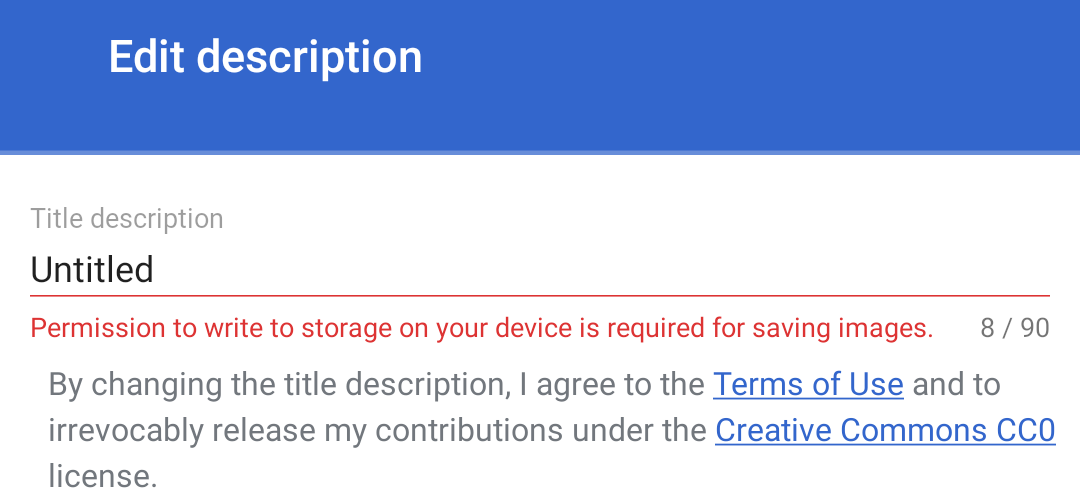 Edit description
Title description
Untitled
Permission to write to storage on your device is required for saving images. 8 / 90
By changing the title description, I agree to the Terms of Use and to
irrevocably release my contributions under the Creative Commons CC0
license.